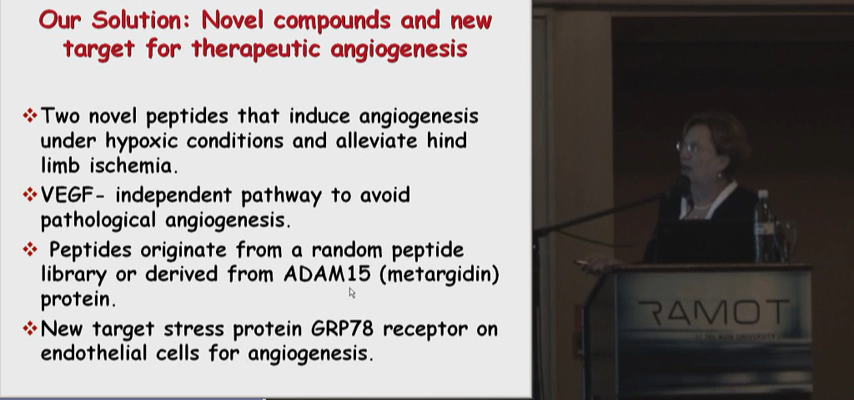 Our Solution: Novel compounds and new
target for therapeutic angiogenesis
❖Two novel peptides that induce angiogenesis
under hypoxic conditions and alleviate hind
limb ischemia.
❖VEGF- independent pathway to avoid
pathological angiogenesis.
❖ Peptides originate from a random peptide
library or derived from ADAM15 (metargidin)
protein.
❖New target stress protein GRP78 receptor on
endothelial cells for angiogenesis.
RAMOT